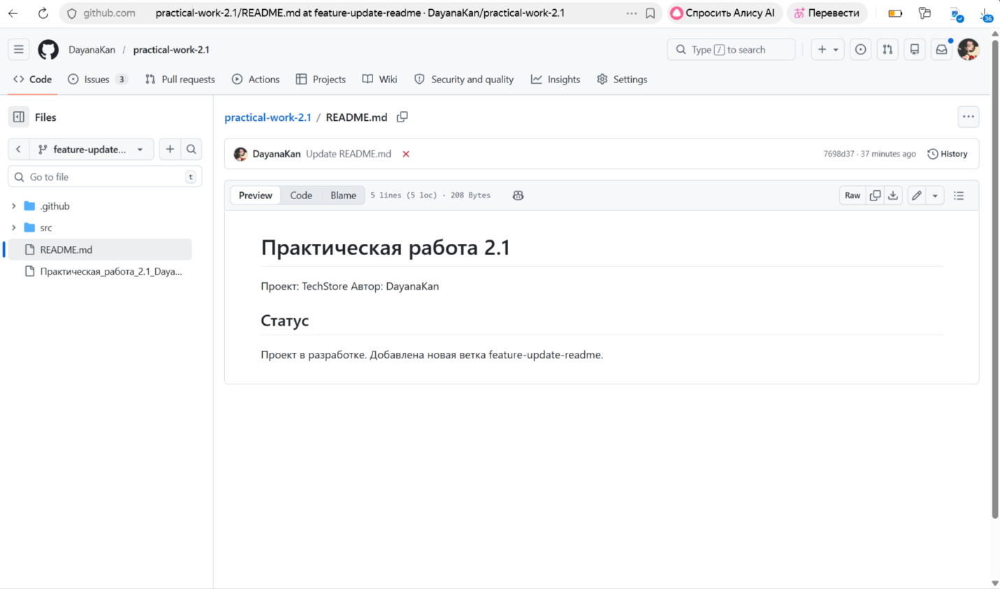 github.com practical-work-2.1/README.md at feature-update-readme · DayanaKan/practical-work-2.1 ··· Спросить Алису AI Перевести 36
DayanaKan / practical-work-2.1 Type / to search
Code Issues 3 Pull requests Actions Projects Wiki Security and quality Insights Settings
Files
practical-work-2.1 / README.md
feature-update...
DayanaKan Update README.md 7698d37 · 37 minutes ago History
Go to file t
Preview Code Blame 5 lines (5 loc) · 208 Bytes Raw
.github
src
README.md
Практическая_работа_2.1_Daya...
Практическая работа 2.1
Проект: TechStore Автор: DayanaKan
Статус
Проект в разработке. Добавлена новая ветка feature-update-readme.